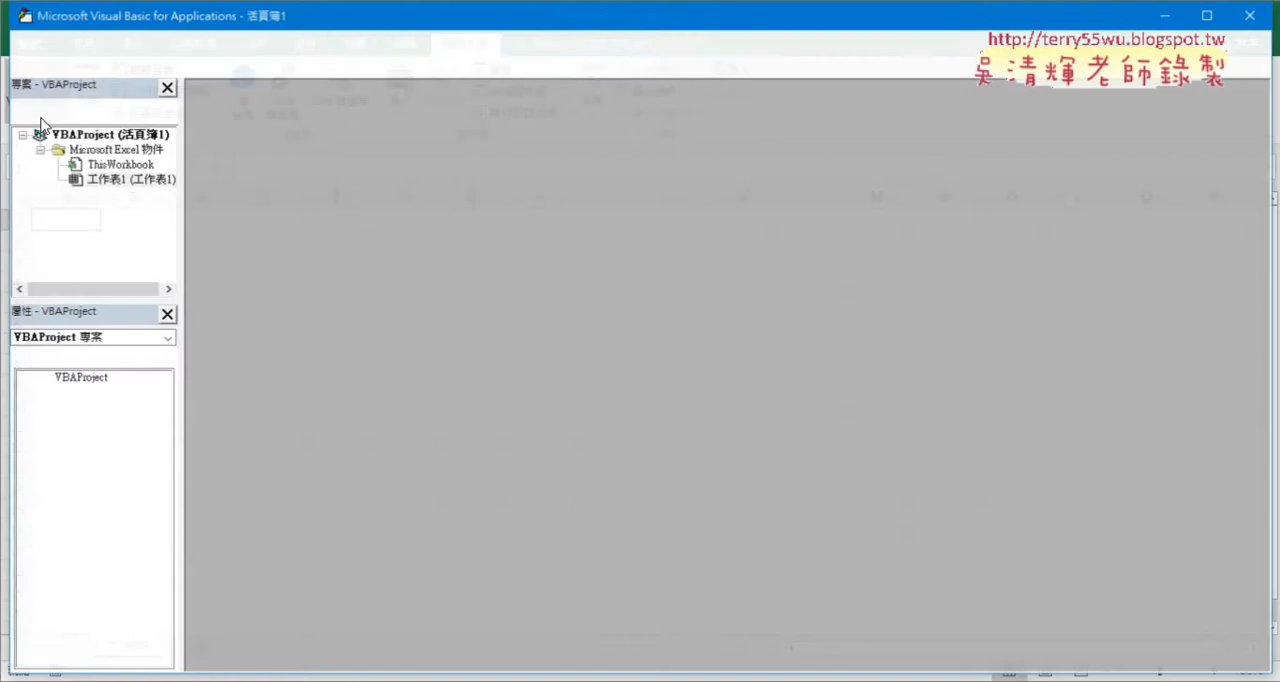 Microsoft Visual Basic for Applications - 活頁簿1
http://terry55wu.blogspot.tw
吳清輝老師錄製
專案 - VBAProject
VBAProject (活頁簿1)
Microsoft Excel 物件
ThisWorkbook
工作表1 (工作表1)
屬性 - VBAProject
VBAProject 專案
VBAProject